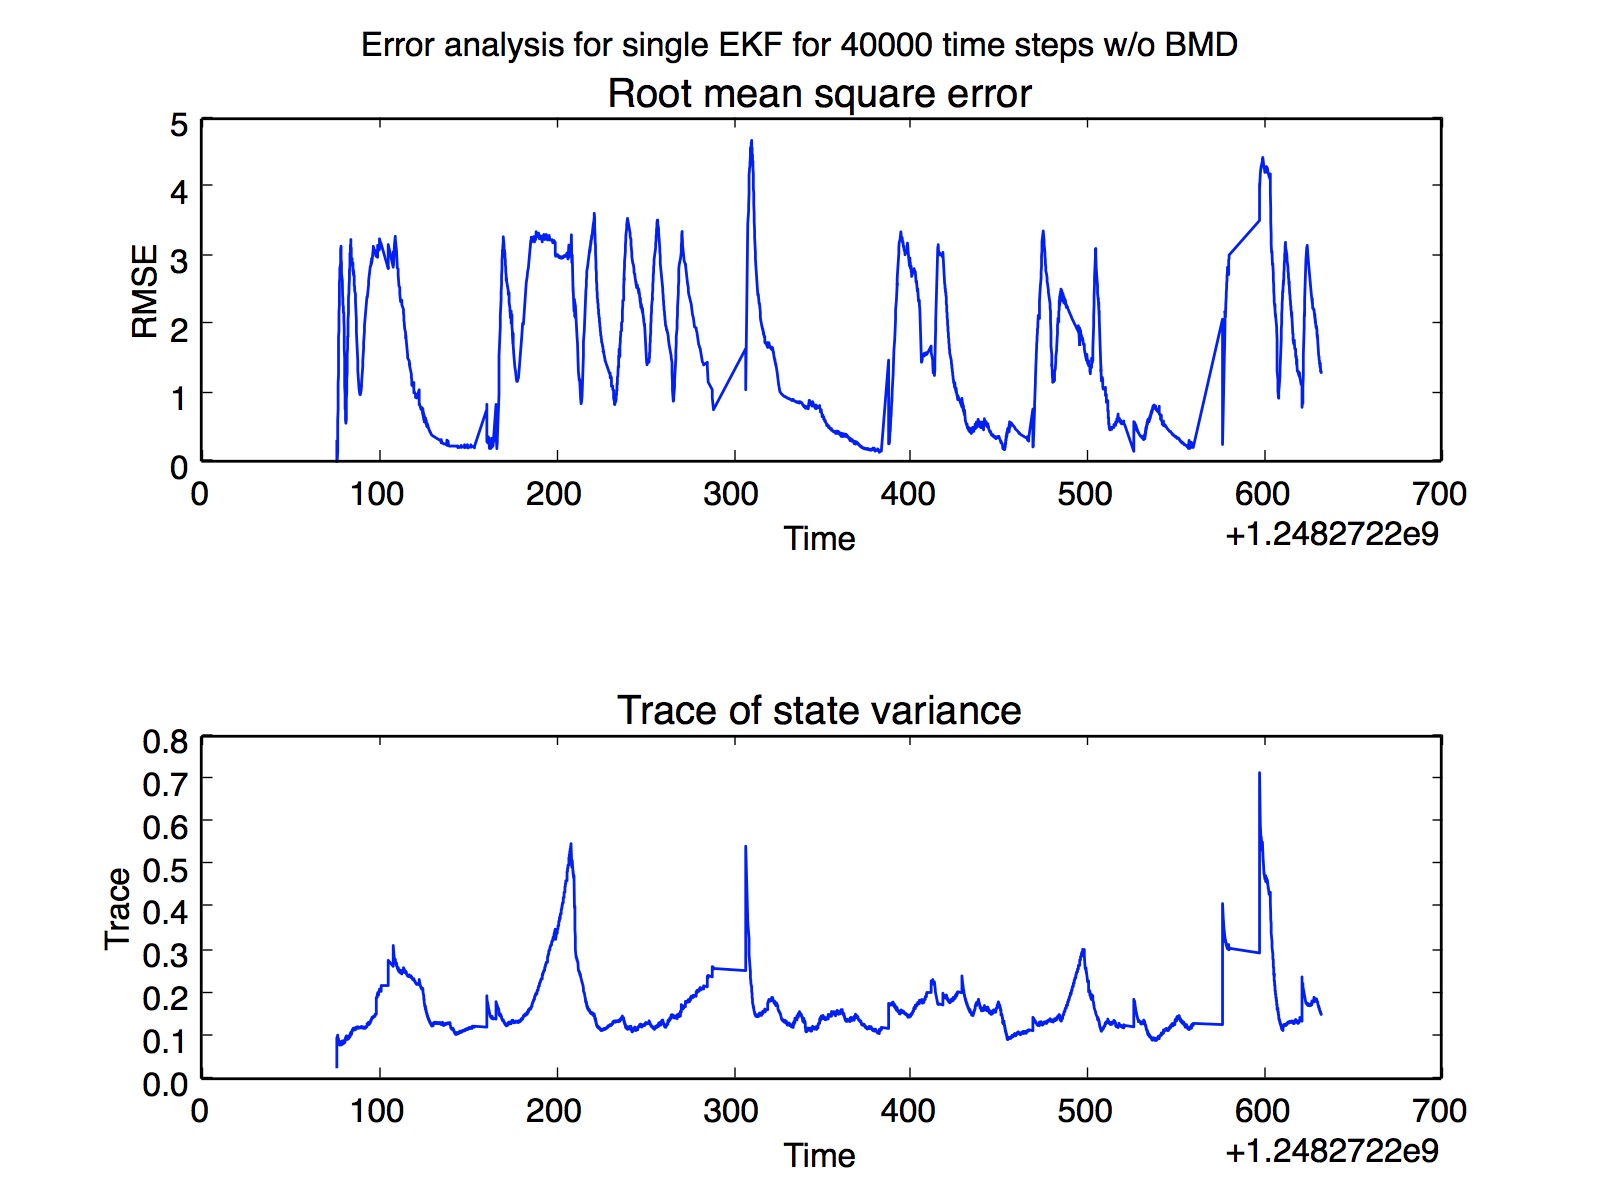 Error analysis for single EKF for 40000 time steps w/o BMD
Root mean square error
5
4
3
2
1
0
RMSE
0 100 200 300 400 500 600 700
Time
+1.2482722e9
Trace of state variance
0.8
0.7
0.6
0.5
0.4
0.3
0.2
0.1
0.0
Trace
0 100 200 300 400 500 600 700
Time
+1.2482722e9